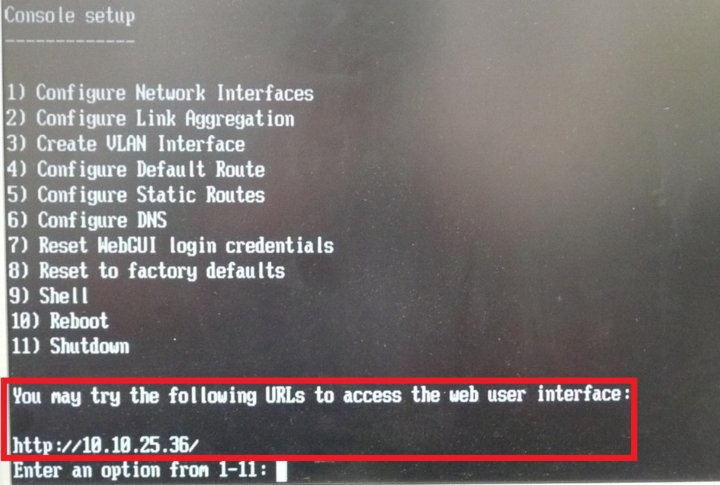 Console setup
-------------
1) Configure Network Interfaces
2) Configure Link Aggregation
3) Create VLAN Interface
4) Configure Default Route
5) Configure Static Routes
6) Configure DNS
7) Reset WebGUI login credentials
8) Reset to factory defaults
9) Shell
10) Reboot
11) Shutdown
You may try the following URLs to access the web user interface:
http://10.10.25.36/
Enter an option from 1-11: